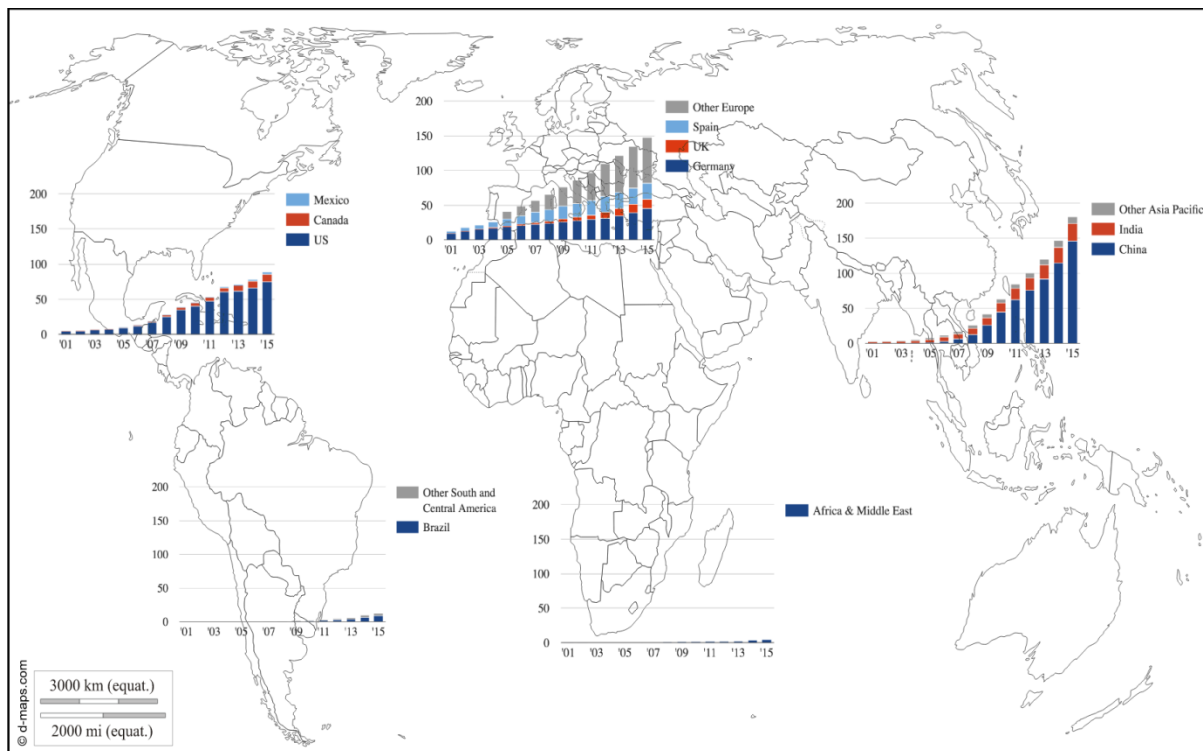 200
150
100
50
0
'01 '03 '05 '07 '09 '11 '13 '15
Other Europe
Spain
UK
Germany
200
150
100
50
0
'01 '03 '05 '07 '09 '11 '13 '15
Mexico
Canada
US
200
150
100
50
0
'01 '03 '05 '07 '09 '11 '13 '15
Other Asia Pacific
India
China
200
150
100
50
0
'01 '03 '05 '07 '09 '11 '13 '15
Other South and
Central America
Brazil
200
150
100
50
0
'01 '03 '05 '07 '09 '11 '13 '15
Africa & Middle East
3000 km (equat.)
2000 mi (equat.)
© d-maps.com